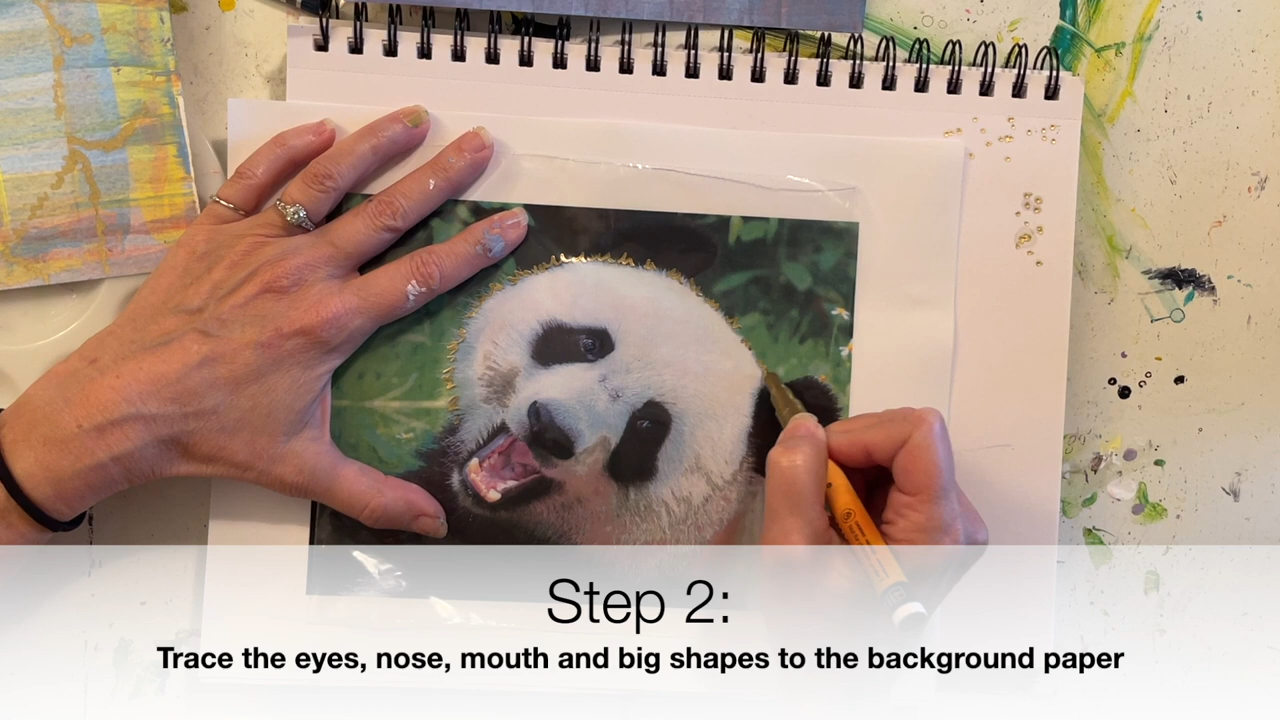 Step 2:
Trace the eyes, nose, mouth and big shapes to the background paper